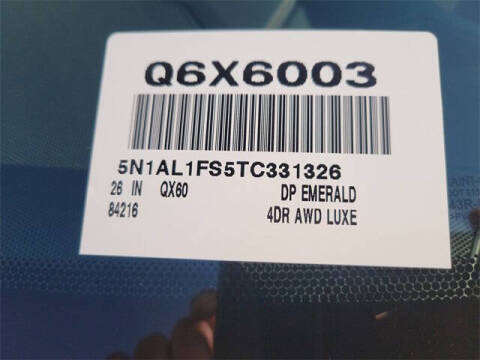 Q6X6003
5N1AL1FS5TC331326
26 IN QX60 DP EMERALD
84216 4DR AWD LUXE